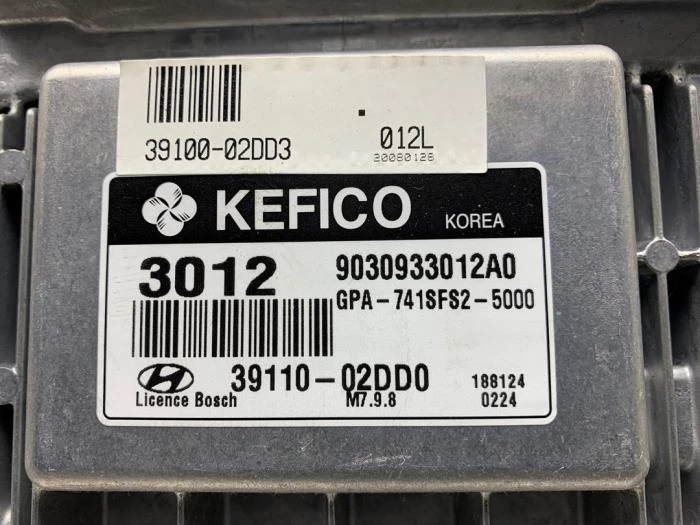 39100-02DD3 012L
20080128
KEFICO KOREA
3012 9030933012A0
GPA-741SFS2-5000
39110-02DD0 188124
Licence Bosch M7.9.8 0224